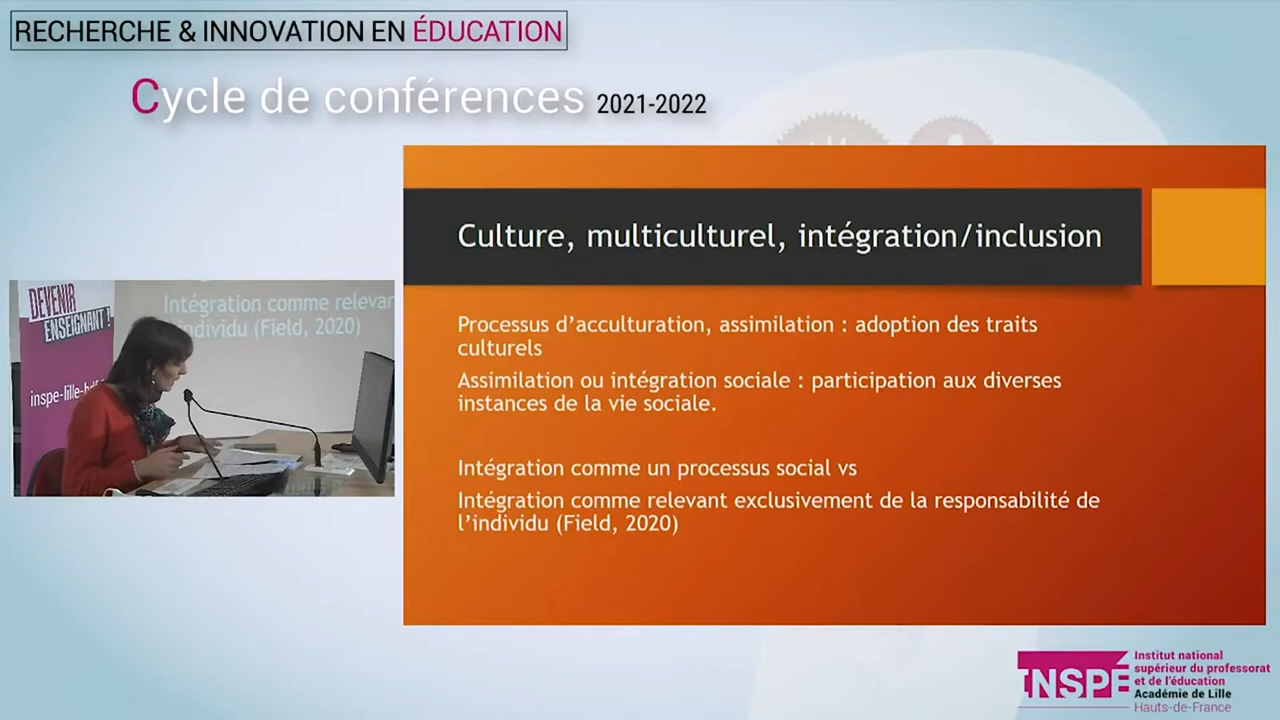 RECHERCHE & INNOVATION EN ÉDUCATION
Cycle de conférences 2021-2022
Culture, multiculturel, intégration/inclusion
Processus d’acculturation, assimilation : adoption des traits
culturels
Assimilation ou intégration sociale : participation aux diverses
instances de la vie sociale.
Intégration comme un processus social vs
Intégration comme relevant exclusivement de la responsabilité de
l’individu (Field, 2020)
DEVENIR
ENSEIGNANT !
inspe-lille-
Intégration comme relevan
individu (Field, 2020)
INSPÉ
Institut national
supérieur du professorat
et de l’éducation
Académie de Lille
Hauts-de-France